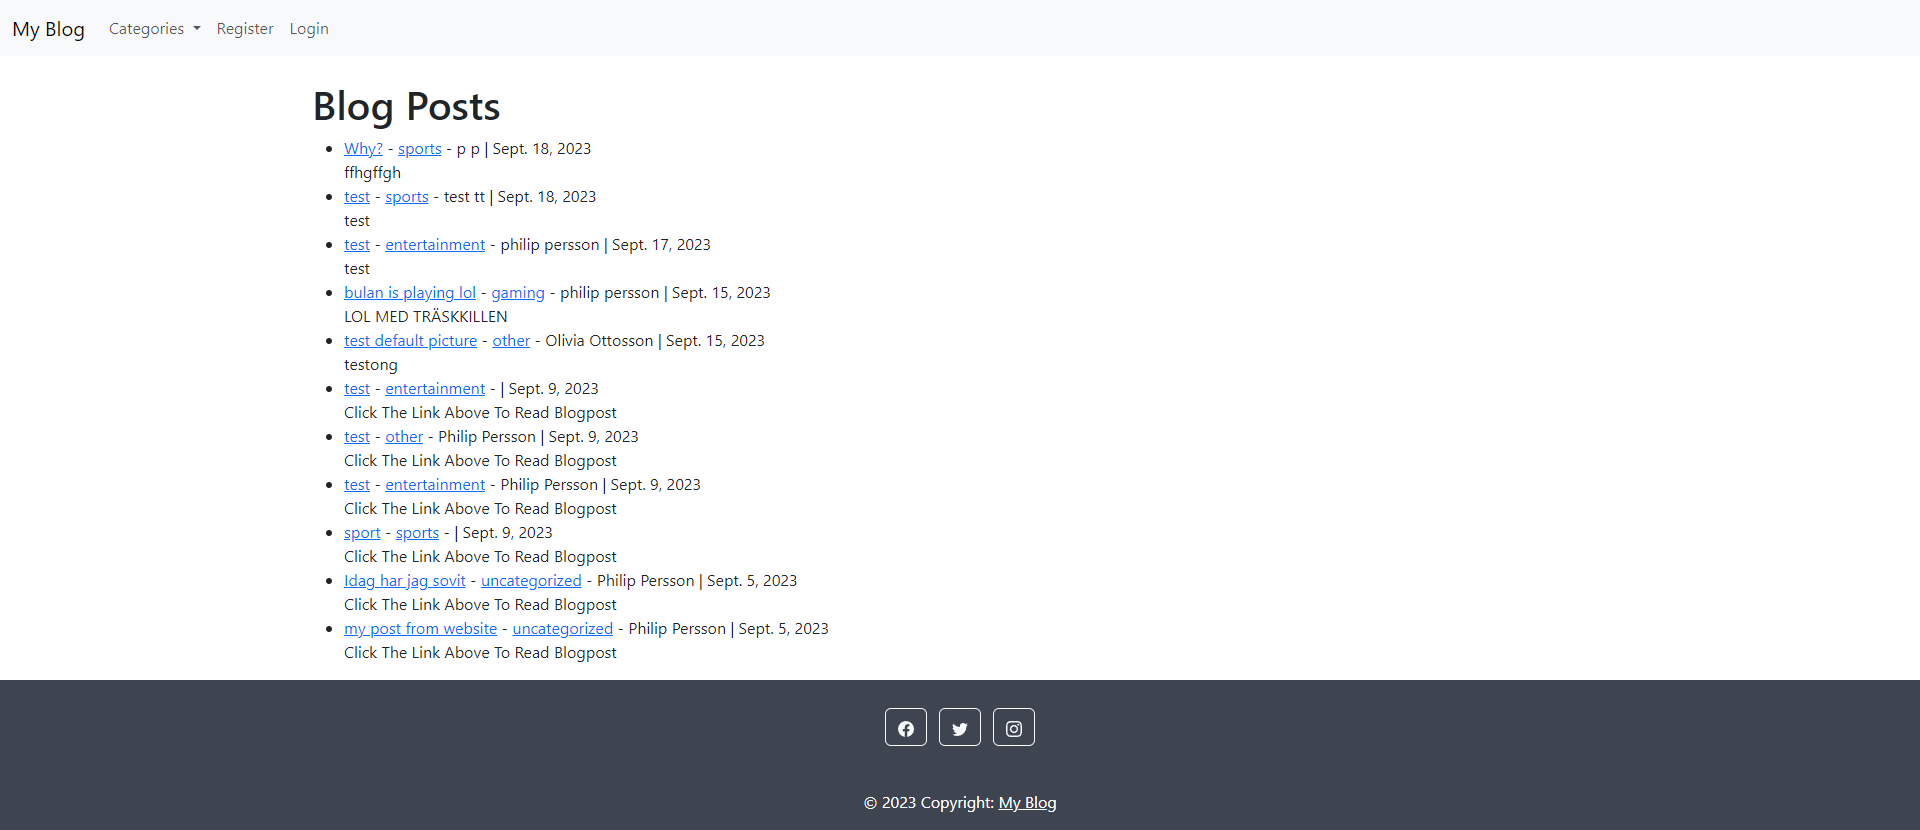 My Blog Categories Register Login
Blog Posts
Why? - sports - p p | Sept. 18, 2023
ffhgffgh
test - sports - test tt | Sept. 18, 2023
test
test - entertainment - philip persson | Sept. 17, 2023
test
bulan is playing lol - gaming - philip persson | Sept. 15, 2023
LOL MED TRÄSKKILLEN
test default picture - other - Olivia Ottosson | Sept. 15, 2023
testong
test - entertainment - | Sept. 9, 2023
Click The Link Above To Read Blogpost
test - other - Philip Persson | Sept. 9, 2023
Click The Link Above To Read Blogpost
test - entertainment - Philip Persson | Sept. 9, 2023
Click The Link Above To Read Blogpost
sport - sports - | Sept. 9, 2023
Click The Link Above To Read Blogpost
Idag har jag sovit - uncategorized - Philip Persson | Sept. 5, 2023
Click The Link Above To Read Blogpost
my post from website - uncategorized - Philip Persson | Sept. 5, 2023
Click The Link Above To Read Blogpost
© 2023 Copyright: My Blog